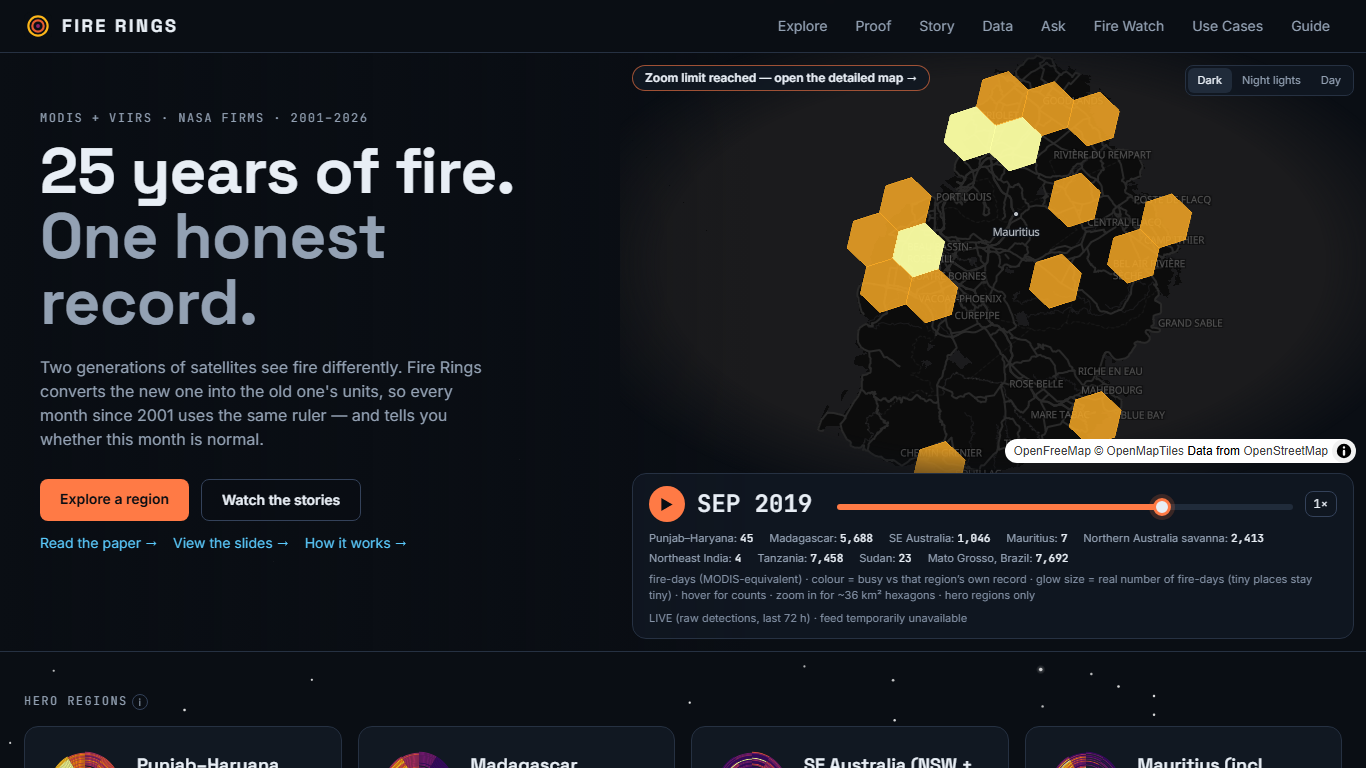 FIRE RINGS
Explore Proof Story Data Ask Fire Watch Use Cases Guide
MODIS + VIIRS · NASA FIRMS · 2001–2026
25 years of fire.
One honest
record.
Two generations of satellites see fire differently. Fire Rings
converts the new one into the old one's units, so every
month since 2001 uses the same ruler — and tells you
whether this month is normal.
Explore a region
Watch the stories
Read the paper →
View the slides →
How it works →
Zoom limit reached — open the detailed map →
Dark Night lights Day
RIVIÈRE DU REMPART
PORT LOUIS
Mauritius
CUREPIPE
GRAND SABLE
RICHE EN EAU
ROSE BELLE
MAHÉBOURG
BLUE BAY
OpenFreeMap © OpenMapTiles Data from OpenStreetMap
SEP 2019
1×
Punjab–Haryana: 45 Madagascar: 5,688 SE Australia: 1,046 Mauritius: 7 Northern Australia savanna: 2,413
Northeast India: 4 Tanzania: 7,458 Sudan: 23 Mato Grosso, Brazil: 7,692
fire-days (MODIS-equivalent) · colour = busy vs that region's own record · glow size = real number of fire-days (tiny places stay
tiny) · hover for counts · zoom in for ~36 km² hexagons · hero regions only
LIVE (raw detections, last 72 h) · feed temporarily unavailable
HERO REGIONS
Punjab–Haryana
Madagascar
SE Australia (NSW +
Mauritius (incl.